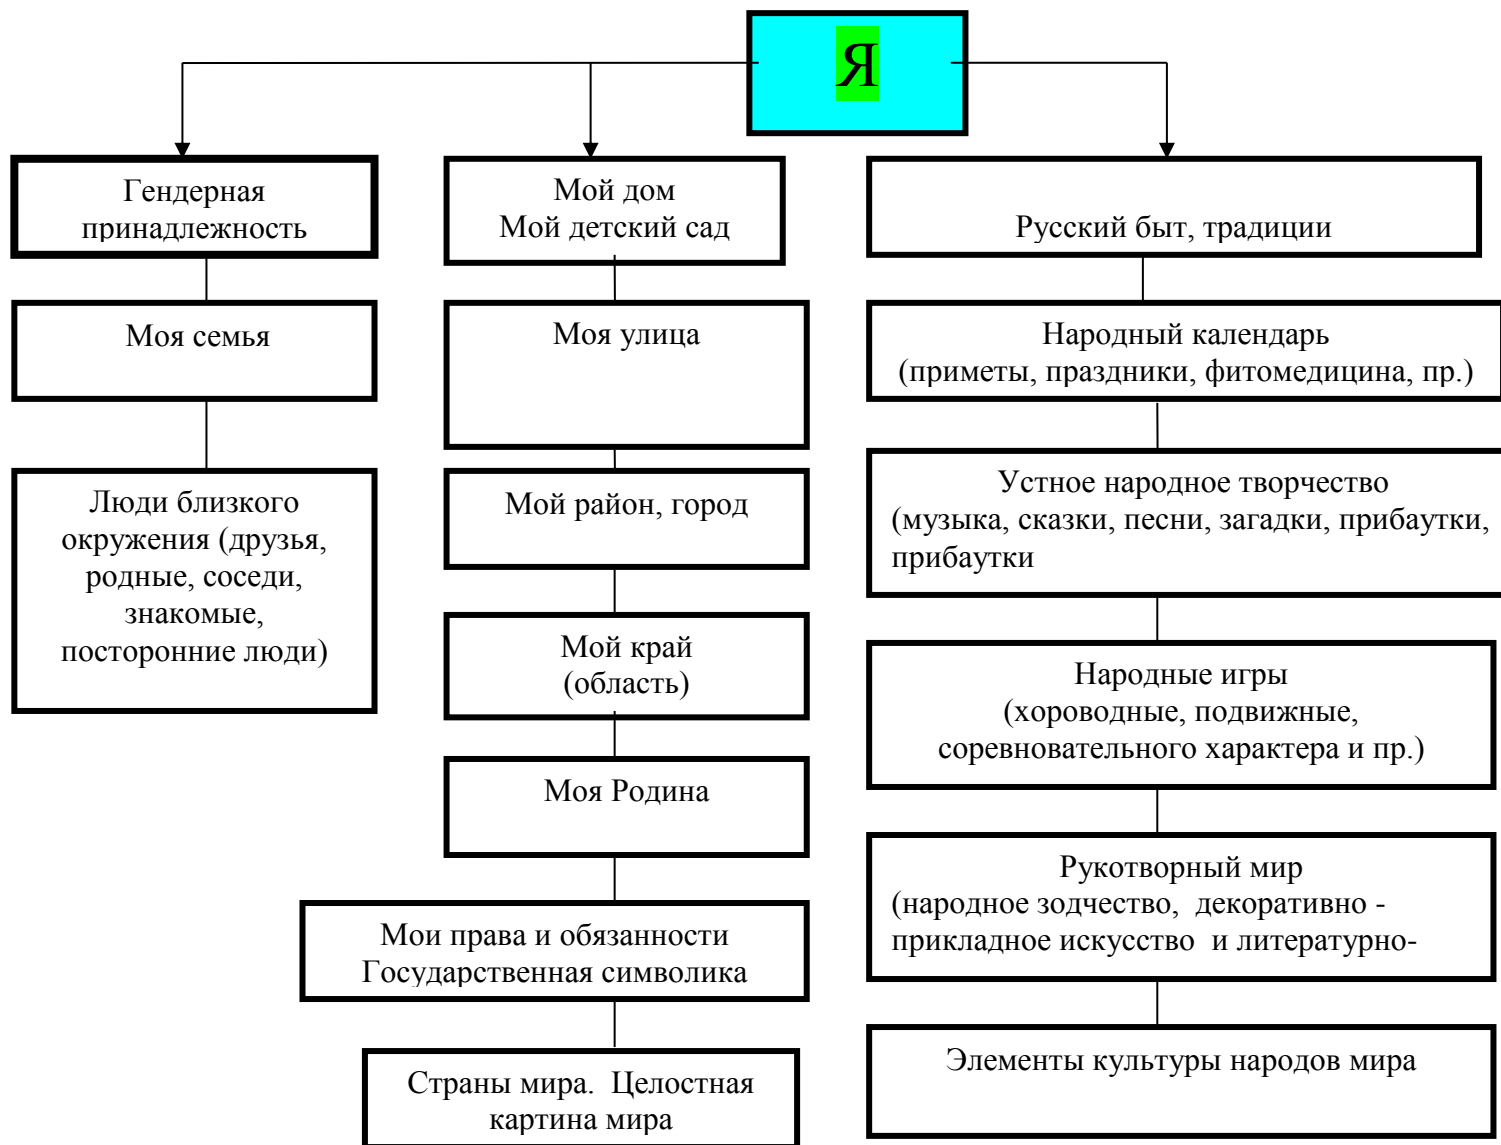 Я
Гендерная
принадлежность
Моя семья
Люди близкого
окружения (друзья,
родные, соседи,
знакомые,
посторонние люди)
Мой дом
Мой детский сад
Моя улица
Мой район, город
Мой край
(область)
Моя Родина
Мои права и обязанности
Государственная символика
Страны мира.  Целостная
картина мира
Русский быт, традиции
Народный календарь
(приметы, праздники, фитомедицина, пр.)
Устное народное творчество
(музыка, сказки, песни, загадки, прибаутки,
прибаутки
Народные игры
(хороводные, подвижные,
соревновательного характера и пр.)
Рукотворный мир
(народное зодчество,  декоративно -
прикладное искусство  и литературно-
Элементы культуры народов мира